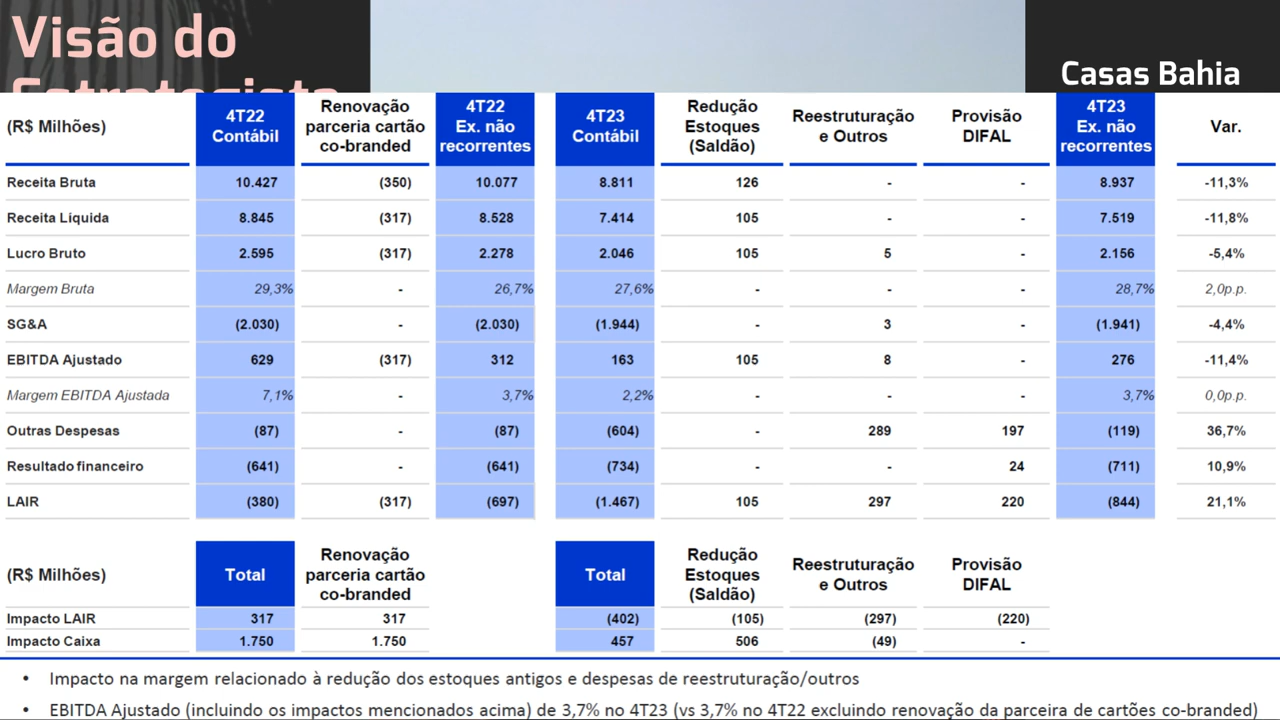 Visão do
Estrategista
Casas Bahia
(R$ Milhões) 4T22 Contábil Renovação parceria cartão co-branded 4T22 Ex. não recorrentes 4T23 Contábil Redução Estoques (Saldão) Reestruturação e Outros Provisão DIFAL 4T23 Ex. não recorrentes Var.
Receita Bruta 10.427 (350) 10.077 8.811 126 - - 8.937 -11,3%
Receita Líquida 8.845 (317) 8.528 7.414 105 - - 7.519 -11,8%
Lucro Bruto 2.595 (317) 2.278 2.046 105 5 - 2.156 -5,4%
Margem Bruta 29,3% - 26,7% 27,6% - - - 28,7% 2,0p.p.
SG&A (2.030) - (2.030) (1.944) - 3 - (1.941) -4,4%
EBITDA Ajustado 629 (317) 312 163 105 8 - 276 -11,4%
Margem EBITDA Ajustada 7,1% - 3,7% 2,2% - - - 3,7% 0,0p.p.
Outras Despesas (87) - (87) (604) - 289 197 (119) 36,7%
Resultado financeiro (641) - (641) (734) - - 24 (711) 10,9%
LAIR (380) (317) (697) (1.467) 105 297 220 (844) 21,1%
(R$ Milhões) Total Renovação parceria cartão co-branded Total Redução Estoques (Saldão) Reestruturação e Outros Provisão DIFAL
Impacto LAIR 317 317 (402) (105) (297) (220)
Impacto Caixa 1.750 1.750 457 506 (49) -
• Impacto na margem relacionado à redução dos estoques antigos e despesas de reestruturação/outros
• EBITDA Ajustado (incluindo os impactos mencionados acima) de 3,7% no 4T23 (vs 3,7% no 4T22 excluindo renovação da parceira de cartões co-branded)